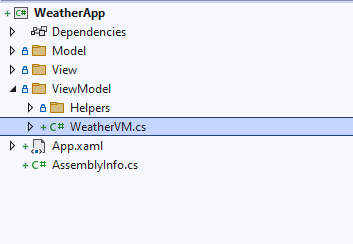 C# WeatherApp
Dependencies
Model
View
ViewModel
Helpers
C# WeatherVM.cs
App.xaml
C# AssemblyInfo.cs